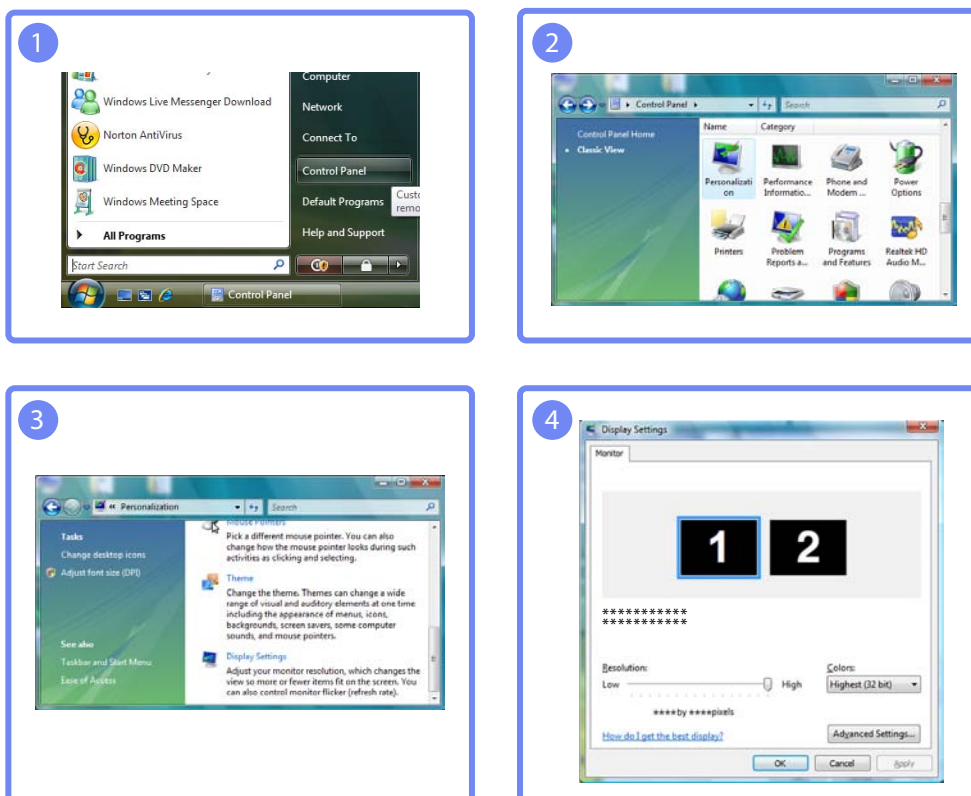 1
Computer
Windows Live Messenger Download
Network
Norton AntiVirus
Connect To
Windows DVD Maker
Control Panel
Windows Meeting Space
Default Programs
Custo
remo
All Programs
Help and Support
Start Search
Control Panel
2
Control Panel
Search
Control Panel Home
Classic View
Name Category
Personalizati
on
Performance
Informatio...
Phone and
Modem ...
Power
Options
Printers
Problem
Reports a...
Programs
and Features
Realtek HD
Audio M...
3
« Personalization
Search
Tasks
Change desktop icons
Adjust font size (DPI)
See also
Taskbar and Start Menu
Ease of Access
Mouse Pointers
Pick a different mouse pointer. You can also
change how the mouse pointer looks during such
activities as clicking and selecting.
Theme
Change the theme. Themes can change a wide
range of visual and auditory elements at one time
including the appearance of menus, icons,
backgrounds, screen savers, some computer
sounds, and mouse pointers.
Display Settings
Adjust your monitor resolution, which changes the
view so more or fewer items fit on the screen. You
can also control monitor flicker (refresh rate).
4
Display Settings
Monitor
1 2
***********
***********
Resolution:
Low High
****by ****pixels
Colors:
Highest (32 bit)
How do I get the best display?
Advanced Settings...
OK Cancel Apply